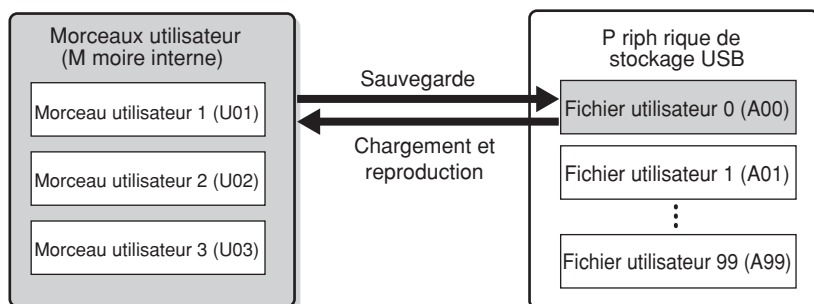 Morceaux utilisateur
(M moire interne)
Morceau utilisateur 1 (U01)
Morceau utilisateur 2 (U02)
Morceau utilisateur 3 (U03)
Sauvegarde
Chargement et
reproduction
P riph rique de
stockage USB
Fichier utilisateur 0 (A00)
Fichier utilisateur 1 (A01)
Fichier utilisateur 99 (A99)